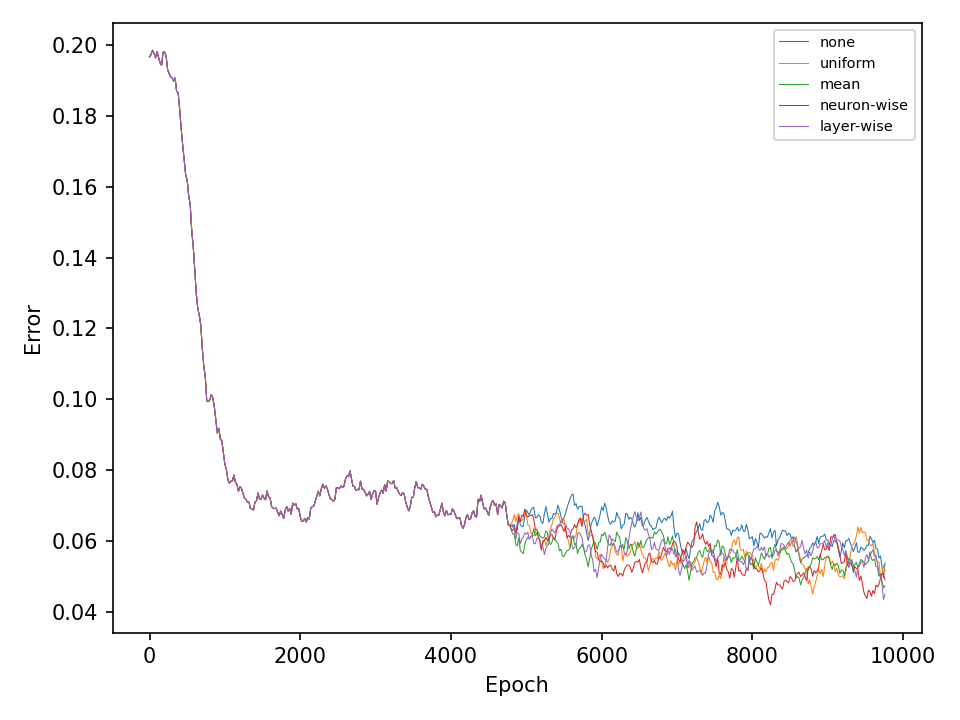 0.20
0.18
0.16
0.14
0.12
0.10
0.08
0.06
0.04
Error
0
2000
4000
6000
8000
10000
Epoch
none
uniform
mean
neuron-wise
layer-wise